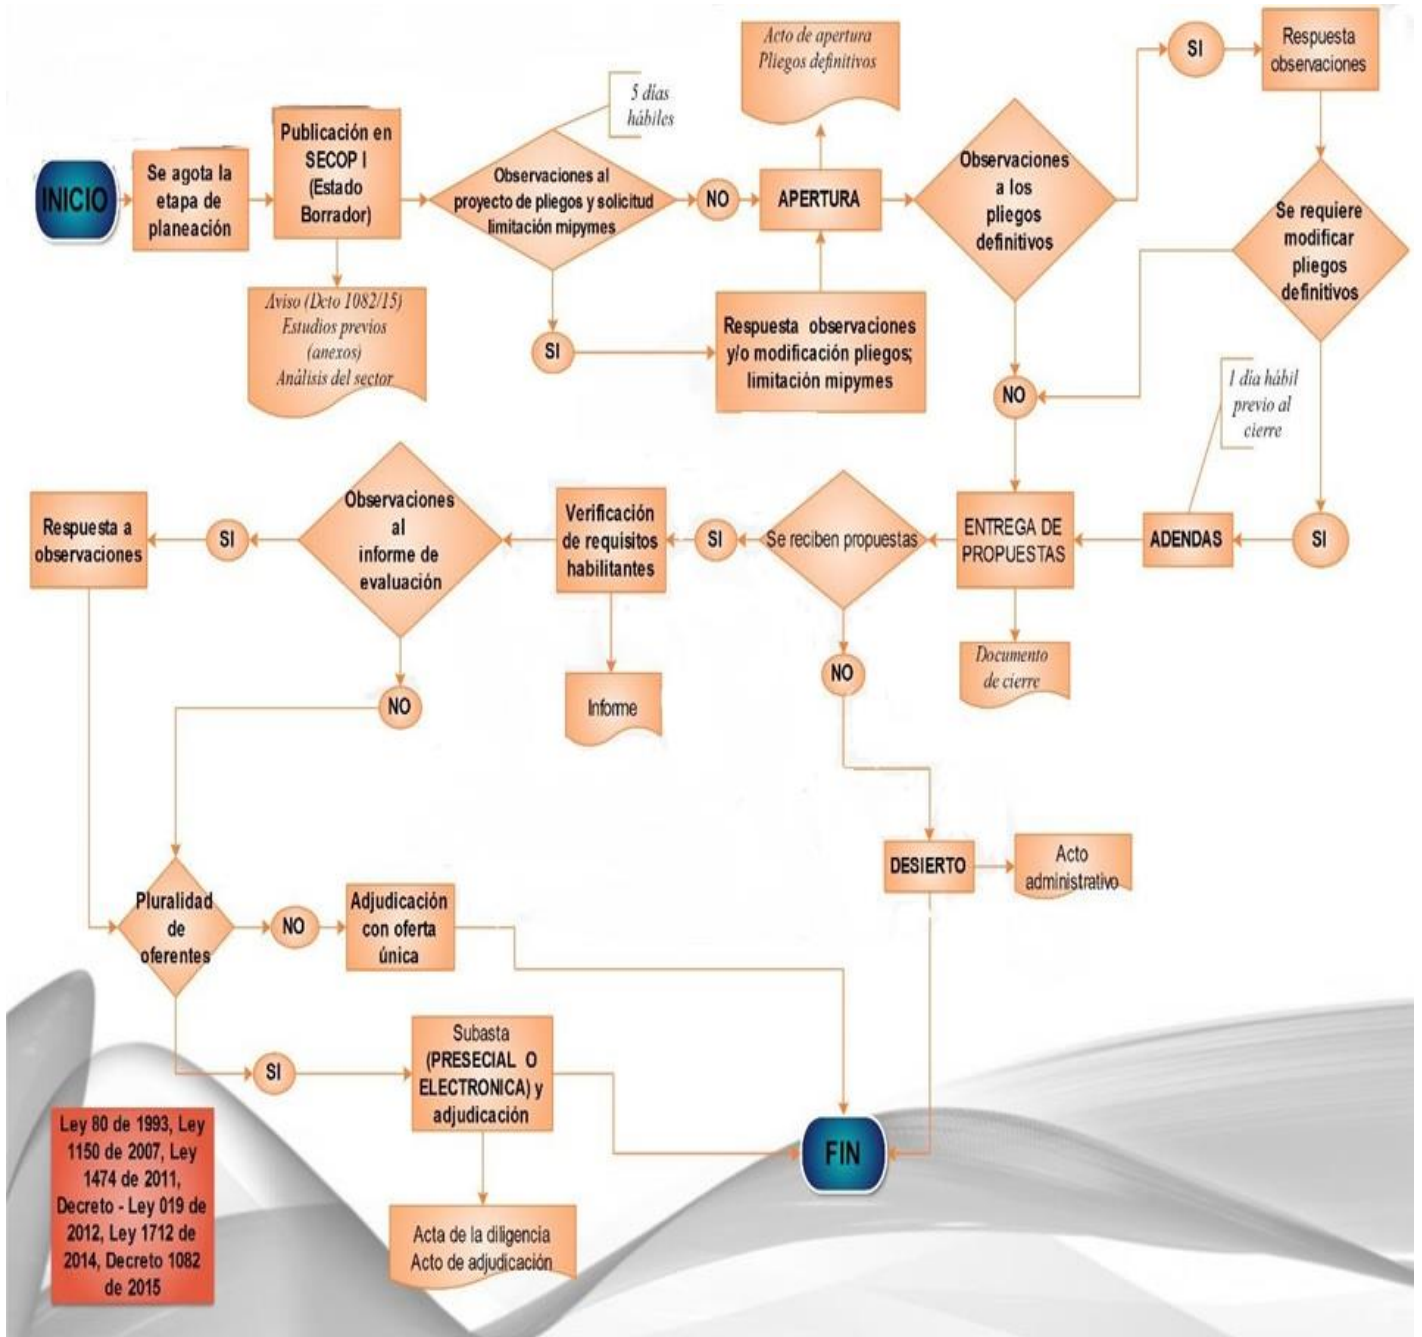 INICIO
Se agota la
etapa de
planeación
Publicación en
SECOP I
(Estado
Borrador)
Aviso (Dcto 1082/15)
Estudios previos
(anexos)
Análisis del sector
5 días
hábiles
Observaciones al
proyecto de pliegos y solicitud
limitación mipymes
NO
SI
Respuesta observaciones
y/o modificación pliegos;
limitación mipymes
APERTURA
Acto de apertura
Pliegos definitivos
Observaciones
a los
pliegos
definitivos
SI
Respuesta
observaciones
Se requiere
modificar
pliegos
definitivos
NO
1 día hábil
previo al
cierre
SI
ADENDAS
ENTREGA DE
PROPUESTAS
Documento
de cierre
Se reciben propuestas
SI
NO
Verificación
de requisitos
habilitantes
Informe
Observaciones
al
informe de
evaluación
SI
Respuesta a
observaciones
NO
DESIERTO
Acto
administrativo
Pluralidad
de
oferentes
NO
Adjudicación
con oferta
única
SI
Subasta
(PRESECIAL O
ELECTRONICA) y
adjudicación
Acta de la diligencia
Acto de adjudicación
FIN
Ley 80 de 1993, Ley
1150 de 2007, Ley
1474 de 2011,
Decreto - Ley 019 de
2012, Ley 1712 de
2014, Decreto 1082
de 2015